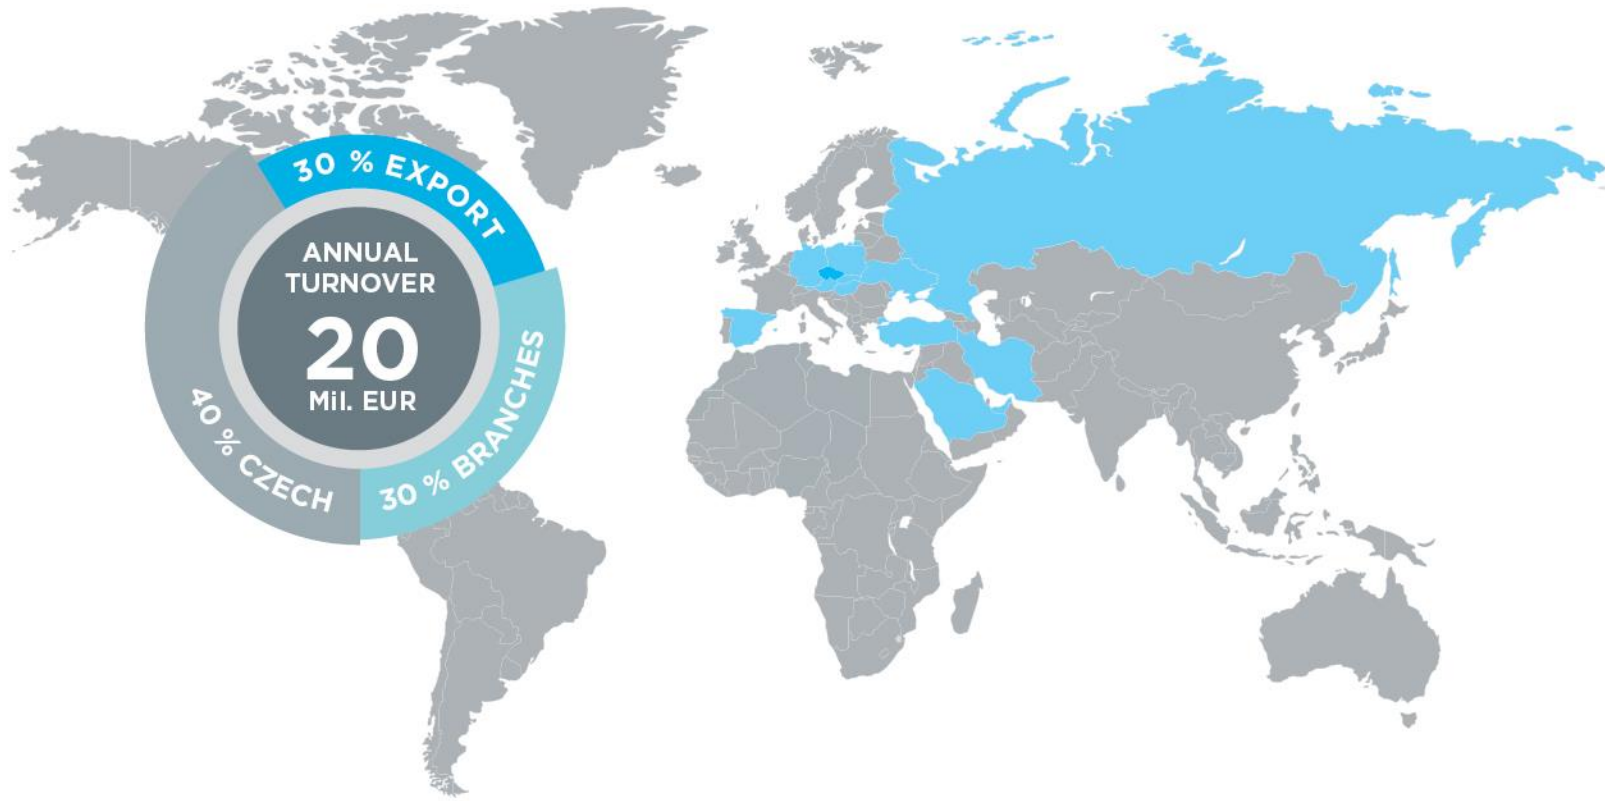 30 % EXPORT
ANNUAL
TURNOVER
20
Mil. EUR
40 % CZECH
30 % BRANCHES